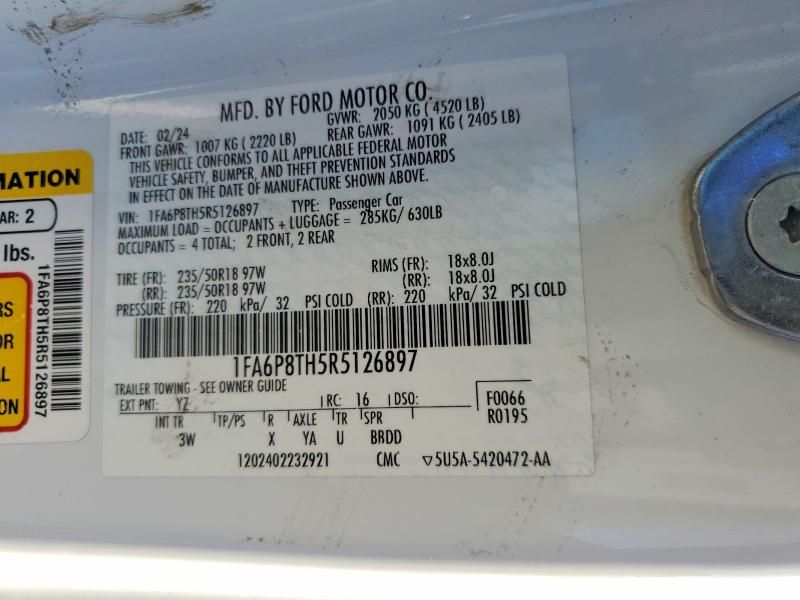 MFD. BY FORD MOTOR CO.
DATE: 02/24 GVWR: 2050 KG ( 4520 LB)
FRONT GAWR: 1007 KG ( 2220 LB) REAR GAWR: 1091 KG ( 2405 LB)
THIS VEHICLE CONFORMS TO ALL APPLICABLE FEDERAL MOTOR
VEHICLE SAFETY, BUMPER, AND THEFT PREVENTION STANDARDS
IN EFFECT ON THE DATE OF MANUFACTURE SHOWN ABOVE.
VIN: 1FA6P8TH5R5126897 TYPE: Passenger Car
MAXIMUM LOAD = OCCUPANTS + LUGGAGE = 285KG/ 630LB
OCCUPANTS = 4 TOTAL; 2 FRONT, 2 REAR
TIRE (FR): 235/50R18 97W RIMS (FR): 18x8.0J
(RR): 235/50R18 97W (RR): 18x8.0J
PRESSURE (FR): 220 kPa/ 32 PSI COLD (RR): 220 kPa/ 32 PSI COLD
1FA6P8TH5R5126897
TRAILER TOWING - SEE OWNER GUIDE
EXT PNT: YZ RC: 16 DSO: F0066
R0195
INT TR TP/PS R AXLE TR SPR
3W X YA U BRDD
1202402232921 CMC ▽5U5A-5420472-AA
MATION
AR: 2
lbs.
RS
OR
AL
ION
1FA6P8TH5R5126897